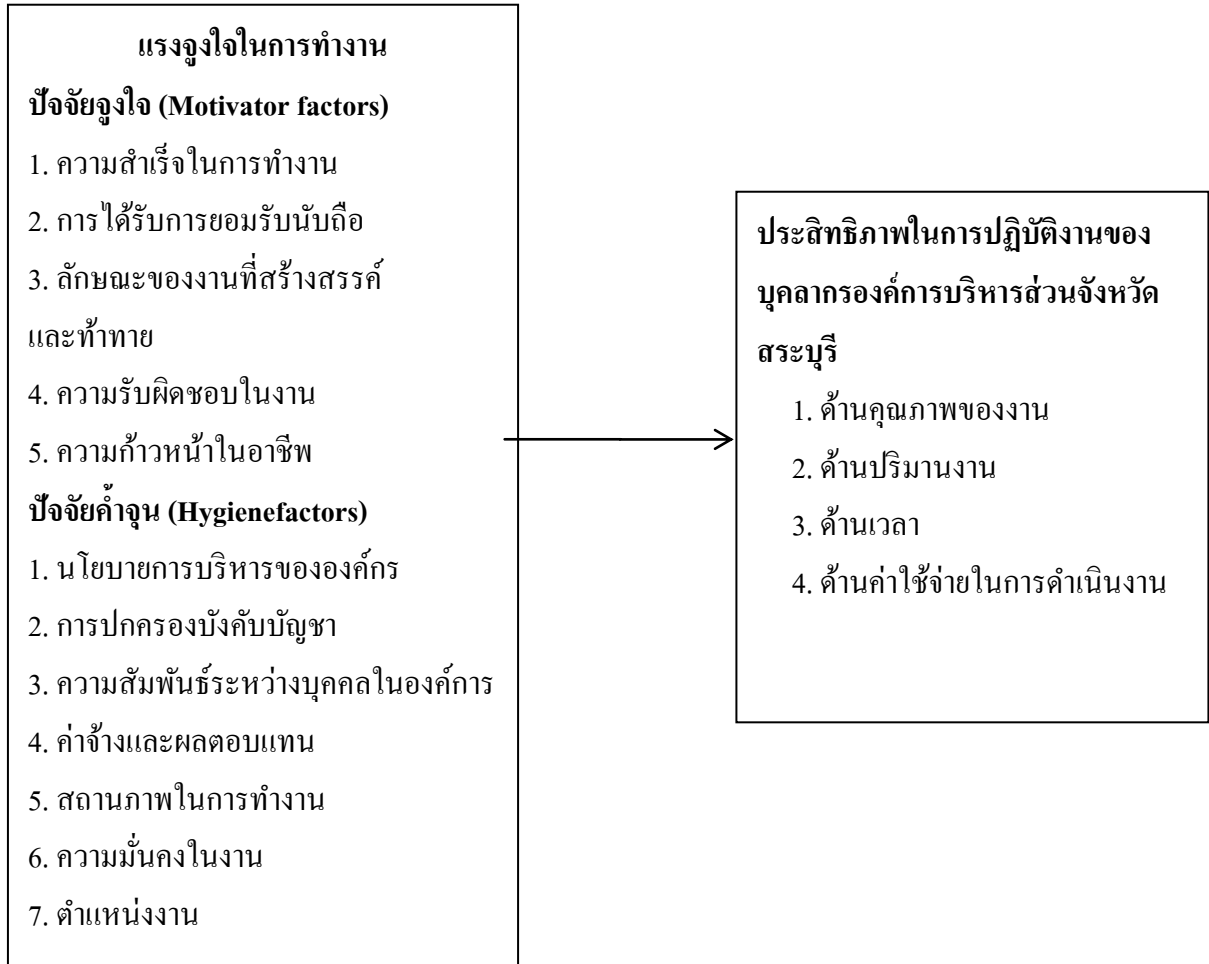 แรงจูงใจในการทำงาน
ปัจจัยจูงใจ (Motivator factors)
1. ความสำเร็จในการทำงาน
2. การได้รับการยอมรับนับถือ
3. ลักษณะของงานที่สร้างสรรค์
และท้าทาย
4. ความรับผิดชอบในงาน
5. ความก้าวหน้าในอาชีพ
ปัจจัยค้ำจุน (Hygienefactors)
1. นโยบายการบริหารขององค์กร
2. การปกครองบังคับบัญชา
3. ความสัมพันธ์ระหว่างบุคคลในองค์การ
4. ค่าจ้างและผลตอบแทน
5. สถานภาพในการทำงาน
6. ความมั่นคงในงาน
7. ตำแหน่งงาน
ประสิทธิภาพในการปฏิบัติงานของ
บุคลากรองค์การบริหารส่วนจังหวัด
สระบุรี
1. ด้านคุณภาพของงาน
2. ด้านปริมานงาน
3. ด้านเวลา
4. ด้านค่าใช้จ่ายในการดำเนินงาน